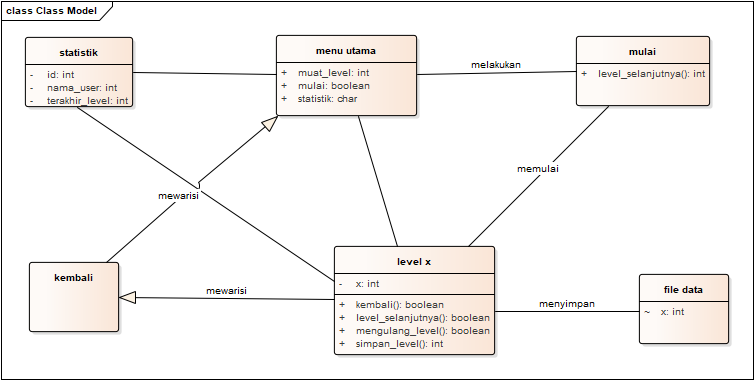 class Class Model
statistik
- id: int
- nama_user: int
- terakhir_level: int
menu utama
+ muat_level: int
+ mulai: boolean
+ statistik: char
melakukan
mulai
+ level_selanjutnya(): int
mewarisi
memulai
kembali
mewarisi
level x
- x: int
+ kembali(): boolean
+ level_selanjutnya(): boolean
+ mengulang_level(): boolean
+ simpan_level(): int
menyimpan
file data
~ x: int